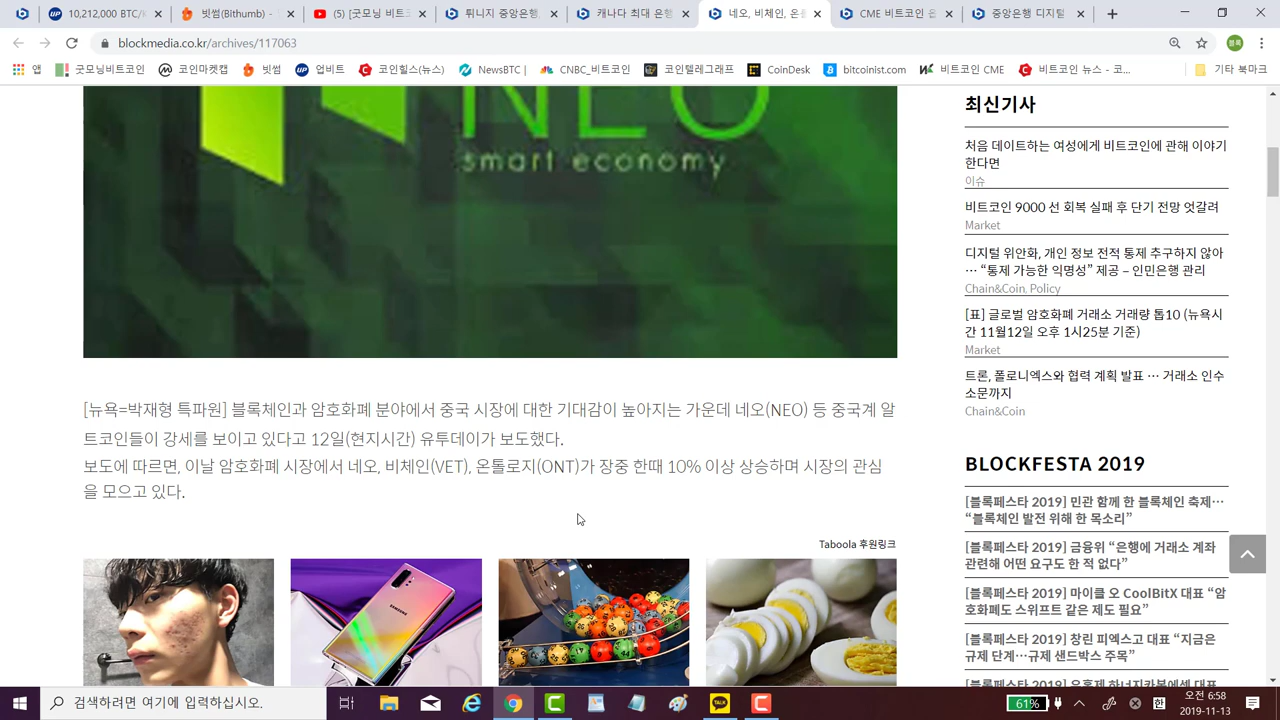 10,212,000 BTC/K
빗썸(Bithumb) -
(5) [굿모닝 비트
튀니지 중앙은행,
캐나다 최대 은행
네오, 비체인, 온톨
CME 비트코인 옵
중앙은행 디지털
blockmedia.co.kr/archives/117063
앱
굿모닝비트코인
코인마켓캡
빗썸
업비트
코인힐스(뉴스)
NewsBTC |
CNBC_비트코인
코인텔레그래프
CoinDesk
bitcoinist.com
비트코인 CME
비트코인 뉴스 - 코...
기타 북마크
NEO
smart economy
[뉴욕=박재형 특파원] 블록체인과 암호화폐 분야에서 중국 시장에 대한 기대감이 높아지는 가운데 네오(NEO) 등 중국계 알
트코인들이 강세를 보이고 있다고 12일(현지시간) 유투데이가 보도했다.
보도에 따르면, 이날 암호화폐 시장에서 네오, 비체인(VET), 온톨로지(ONT)가 장중 한때 10% 이상 상승하며 시장의 관심
을 모으고 있다.
Taboola 후원링크
SAMSUNG
최신기사
처음 데이트하는 여성에게 비트코인에 관해 이야기
한다면
이슈
비트코인 9000 선 회복 실패 후 단기 전망 엇갈려
Market
디지털 위안화, 개인 정보 전적 통제 추구하지 않아
… “통제 가능한 익명성” 제공 – 인민은행 관리
Chain&Coin, Policy
[표] 글로벌 암호화폐 거래소 거래량 톱10 (뉴욕시
간 11월12일 오후 1시25분 기준)
Market
트론, 폴로니엑스와 협력 계획 발표 … 거래소 인수
소문까지
Chain&Coin
BLOCKFESTA 2019
[블록페스타 2019] 민관 함께 한 블록체인 축제…
“블록체인 발전 위해 한 목소리”
[블록페스타 2019] 금융위 “은행에 거래소 계좌
관련해 어떤 요구도 한 적 없다”
[블록페스타 2019] 마이클 오 CoolBitX 대표 “암
호화폐도 스위프트 같은 제도 필요”
[블록페스타 2019] 창린 피엑스고 대표 “지금은
규제 단계…규제 샌드박스 주목”
검색하려면 여기에 입력하십시오.
TALK
61%
오전 6:58
2019-11-13